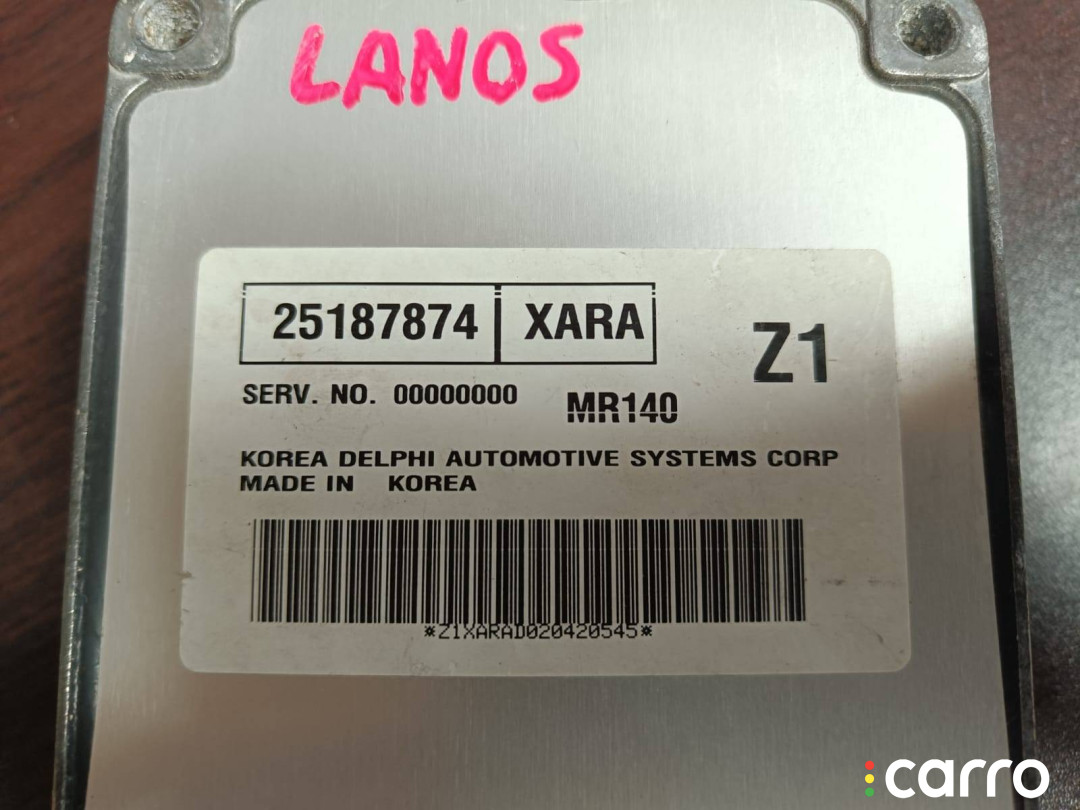 LANOS
25187874 XARA
Z1
SERV. NO. 00000000 MR140
KOREA DELPHI AUTOMOTIVE SYSTEMS CORP
MADE IN KOREA
*Z1XARAD020420545*
carro